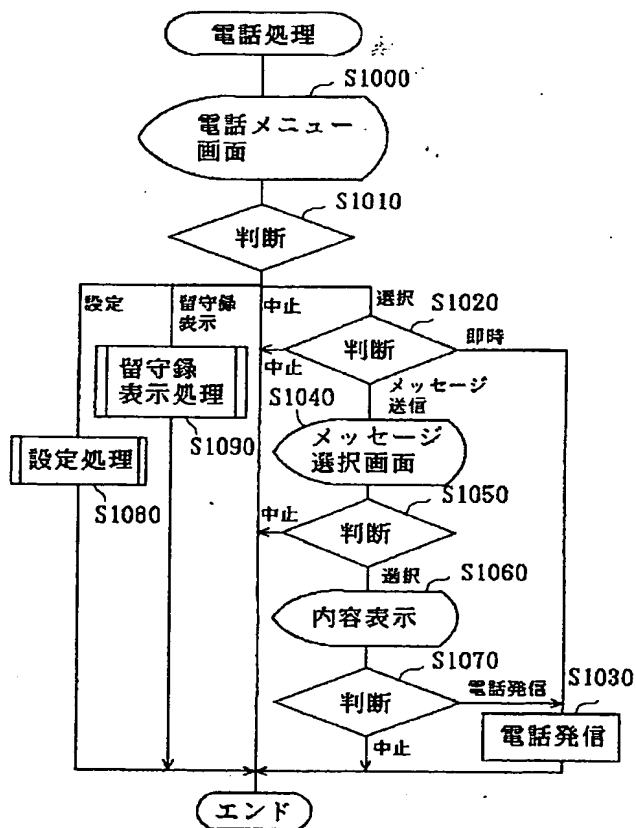 電話処理
S1000
電話メニュー
画面
S1010
判断
設定
留守録
表示
中止
選択
S1020
判断
即時
中止
留守録
表示処理
S1090
メッセージ
送信
S1040
メッセージ
選択画面
設定処理
S1080
S1050
中止
判断
選択
S1060
内容表示
S1070
判断
電話発信
S1030
電話発信
中止
エンド